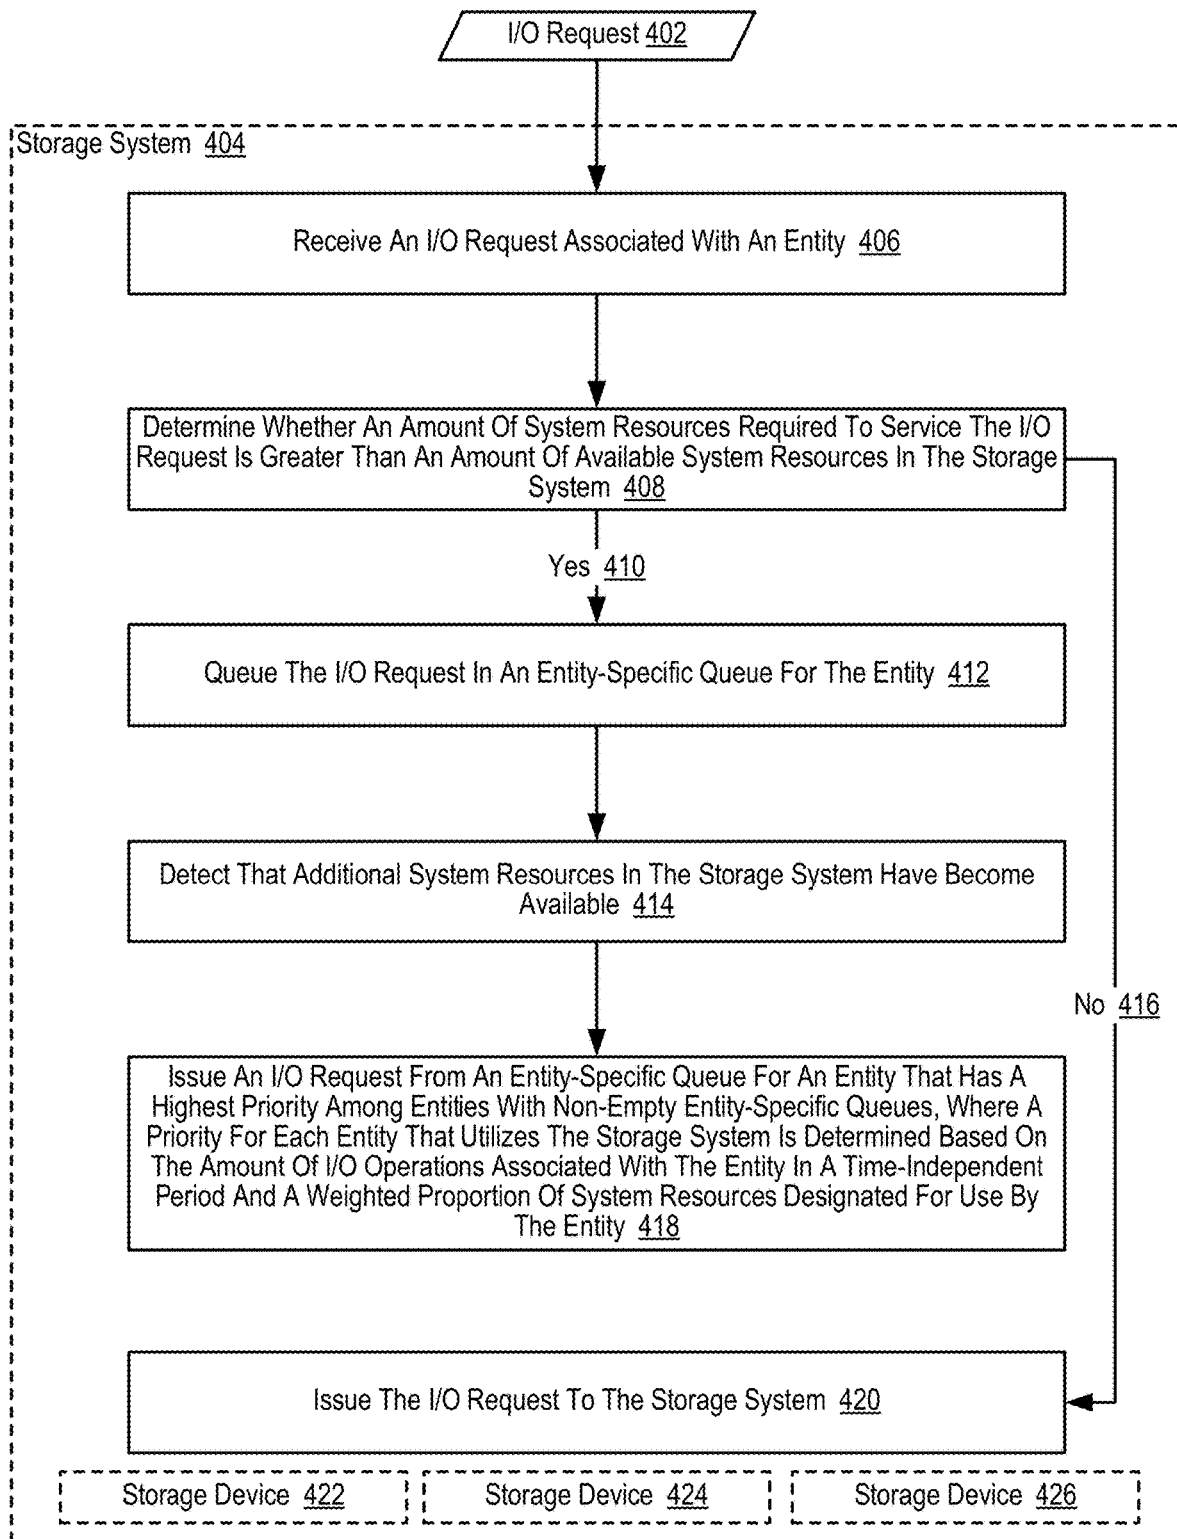 I/O Request 402
Storage System 404
Receive An I/O Request Associated With An Entity 406
Determine Whether An Amount Of System Resources Required To Service The I/O
Request Is Greater Than An Amount Of Available System Resources In The Storage
System 408
Yes 410
Queue The I/O Request In An Entity-Specific Queue For The Entity 412
Detect That Additional System Resources In The Storage System Have Become
Available 414
No 416
Issue An I/O Request From An Entity-Specific Queue For An Entity That Has A
Highest Priority Among Entities With Non-Empty Entity-Specific Queues, Where A
Priority For Each Entity That Utilizes The Storage System Is Determined Based On
The Amount Of I/O Operations Associated With The Entity In A Time-Independent
Period And A Weighted Proportion Of System Resources Designated For Use By
The Entity 418
Issue The I/O Request To The Storage System 420
Storage Device 422
Storage Device 424
Storage Device 426